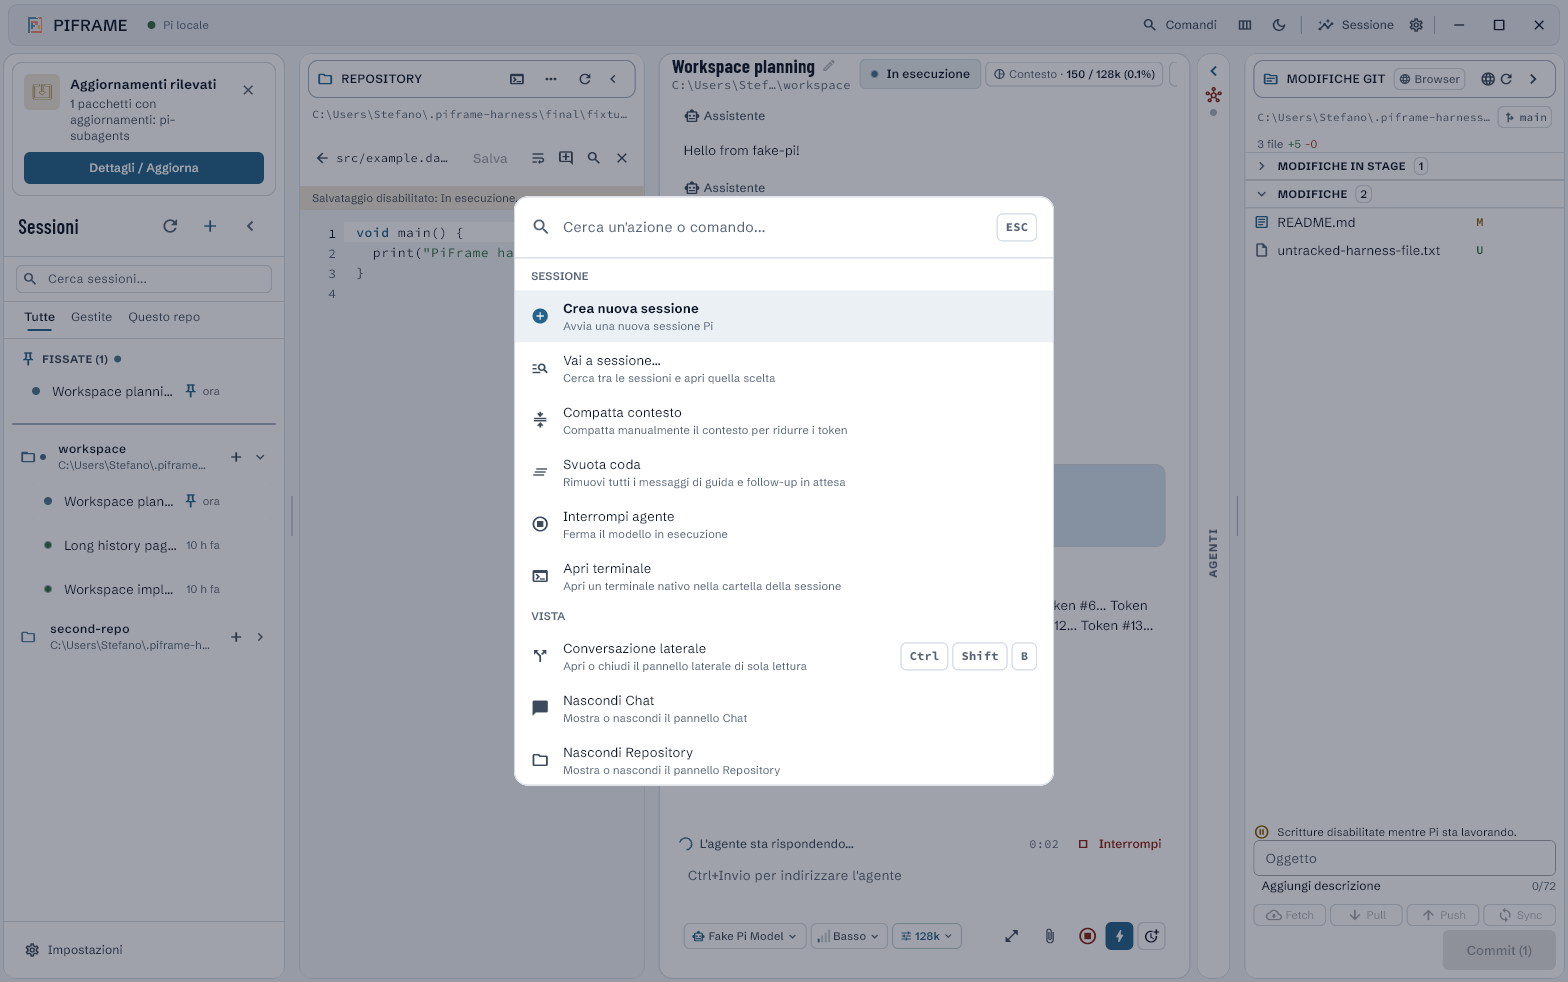 PIFRAME
Pi locale
Comandi
Sessione
Aggiornamenti rilevati
1 pacchetti con
aggiornamenti: pi-
subagents
Dettagli / Aggiorna
Sessioni
Cerca sessioni...
Tutte
Gestite
Questo repo
FISSATE (1)
Workspace planni...
ora
workspace
C:\Users\Stefano\.piframe...
Workspace plan...
ora
Long history pag...
10 h fa
Workspace impl...
10 h fa
second-repo
C:\Users\Stefano\.piframe-h...
Impostazioni
REPOSITORY
C:\Users\Stefano\.piframe-harness\final\fixtu...
src/example.da...
Salva
Salvataggio disabilitato: In esecuzione.
1 void main() {
2 print("PiFrame ha
3 }
4
Workspace planning
C:\Users\Stef...\workspace
In esecuzione
Contesto · 150 / 128k (0.1%)
Assistente
Hello from fake-pi!
Assistente
Cerca un'azione o comando...
ESC
SESSIONE
Crea nuova sessione
Avvia una nuova sessione Pi
Vai a sessione...
Cerca tra le sessioni e apri quella scelta
Compatta contesto
Compatta manualmente il contesto per ridurre i token
Svuota coda
Rimuovi tutti i messaggi di guida e follow-up in attesa
Interrompi agente
Ferma il modello in esecuzione
Apri terminale
Apri un terminale nativo nella cartella della sessione
VISTA
Conversazione laterale
Apri o chiudi il pannello laterale di sola lettura
Ctrl Shift B
Nascondi Chat
Mostra o nascondi il pannello Chat
Nascondi Repository
Mostra o nascondi il pannello Repository
ken #6... Token
12... Token #13...
L'agente sta rispondendo...
0:02
Interrompi
Ctrl+Invio per indirizzare l'agente
Fake Pi Model
Basso
128k
AGENTI
MODIFICHE GIT
Browser
C:\Users\Stefano\.piframe-harness...
main
3 file +5 -0
MODIFICHE IN STAGE 1
MODIFICHE 2
README.md M
untracked-harness-file.txt U
Scritture disabilitate mentre Pi sta lavorando.
Oggetto
Aggiungi descrizione
0/72
Fetch
Pull
Push
Sync
Commit (1)